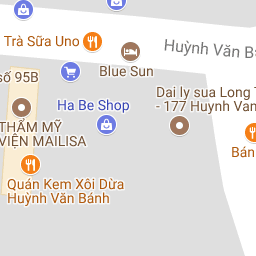 Trà Sữa Uno
Huỳnh Văn B
Blue Sun
số 95B
Ha Be Shop
Dai ly sua Long T
- 177 Huynh Van
THẨM MỸ
VIỆN MAILISA
Bán
Quán Kem Xôi Dừa
Huỳnh Văn Bánh